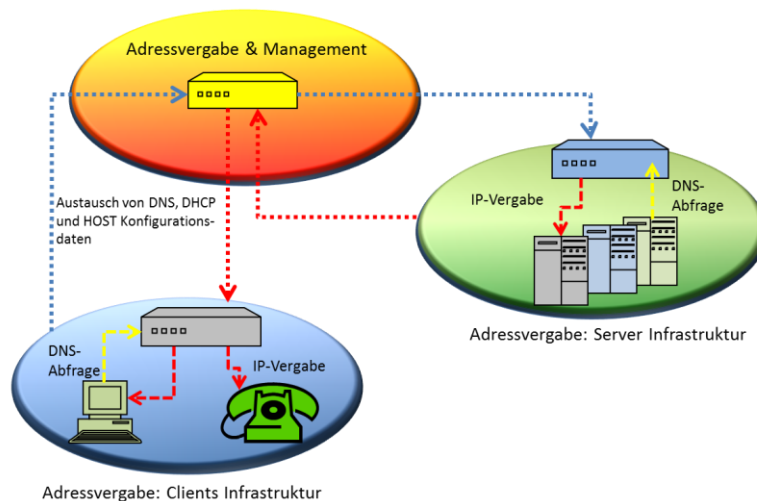 Adressvergabe & Management
Austausch von DNS, DHCP
und HOST Konfigurations-
daten
IP-Vergabe
DNS-
Abfrage
Adressvergabe: Server Infrastruktur
DNS-
Abfrage
IP-Vergabe
Adressvergabe: Clients Infrastruktur